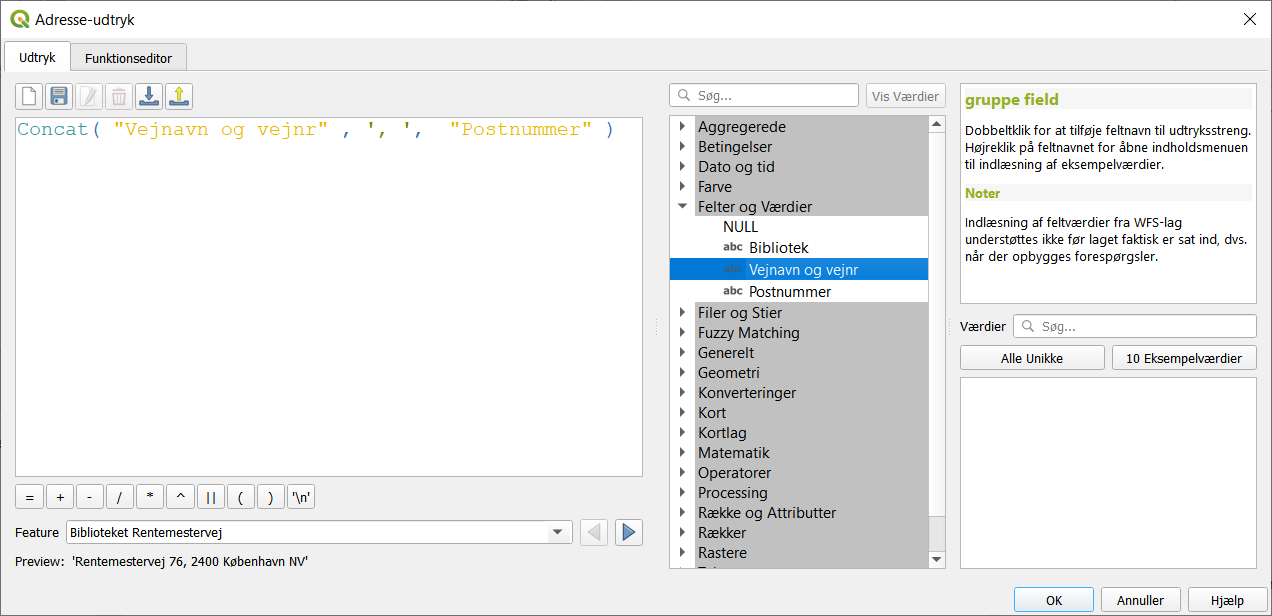 Adresse-udtryk
Udtryk
Funktionseditor
Concat( "Vejnavn og vejnr" , ', ',  "Postnummer" )
= + - / * ^ || ( ) '\n'
Feature Biblioteket Rentemestervej
Preview: 'Rentemestervej 76, 2400 København NV'
Søg...
Vis Værdier
Aggregerede
Betingelser
Dato og tid
Farve
Felter og Værdier
NULL
abc Bibliotek
abc Vejnavn og vejnr
abc Postnummer
Filer og Stier
Fuzzy Matching
Generelt
Geometri
Konverteringer
Kort
Kortlag
Matematik
Operatorer
Processing
Række og Attributter
Rækker
Rastere
gruppe field
Dobbeltklik for at tilføje feltnavn til udtryksstreng.
Højreklik på feltnavnet for åbne indholdsmenuen
til indlæsning af eksempelværdier.
Noter
Indlæsning af feltværdier fra WFS-lag
understøttes ikke før laget faktisk er sat ind, dvs.
når der opbygges forespørgsler.
Værdier Søg...
Alle Unikke
10 Eksempelværdier
OK
Annuller
Hjælp